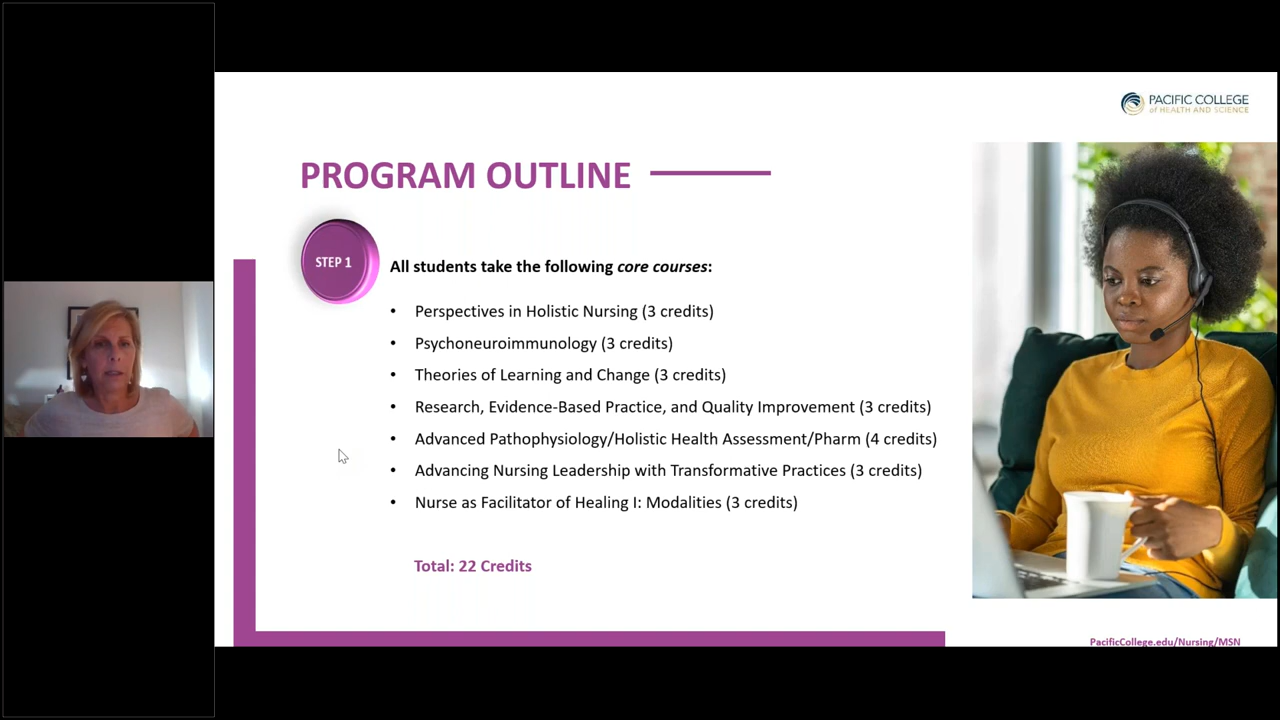 PACIFIC COLLEGE
of HEALTH AND SCIENCE
PROGRAM OUTLINE
STEP 1
All students take the following core courses:
• Perspectives in Holistic Nursing (3 credits)
• Psychoneuroimmunology (3 credits)
• Theories of Learning and Change (3 credits)
• Research, Evidence-Based Practice, and Quality Improvement (3 credits)
• Advanced Pathophysiology/Holistic Health Assessment/Pharm (4 credits)
• Advancing Nursing Leadership with Transformative Practices (3 credits)
• Nurse as Facilitator of Healing I: Modalities (3 credits)
Total: 22 Credits
PacificCollege.edu/Nursing/MSN